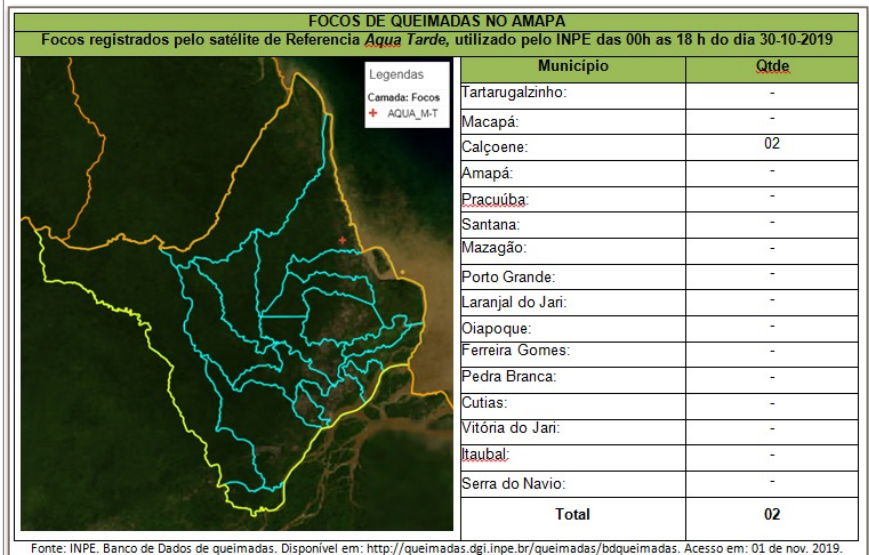 FOCOS DE QUEIMADAS NO AMAPA
Focos registrados pelo satélite de Referencia Aqua Tarde, utilizado pelo INPE das 00h as 18 h do dia 30-10-2019
Legendas
Camada: Focos
+ AQUA_M-T
Município Qtde
Tartarugalzinho: -
Macapá: -
Calçoene: 02
Amapá: -
Pracuúba: -
Santana: -
Mazagão: -
Porto Grande: -
Laranjal do Jari: -
Oiapoque: -
Ferreira Gomes: -
Pedra Branca: -
Cutias: -
Vitória do Jari: -
Itaubal: -
Serra do Navio: -
Total 02
Fonte: INPE. Banco de Dados de queimadas. Disponível em: http://queimadas.dgi.inpe.br/queimadas/bdqueimadas. Acesso em: 01 de nov. 2019.